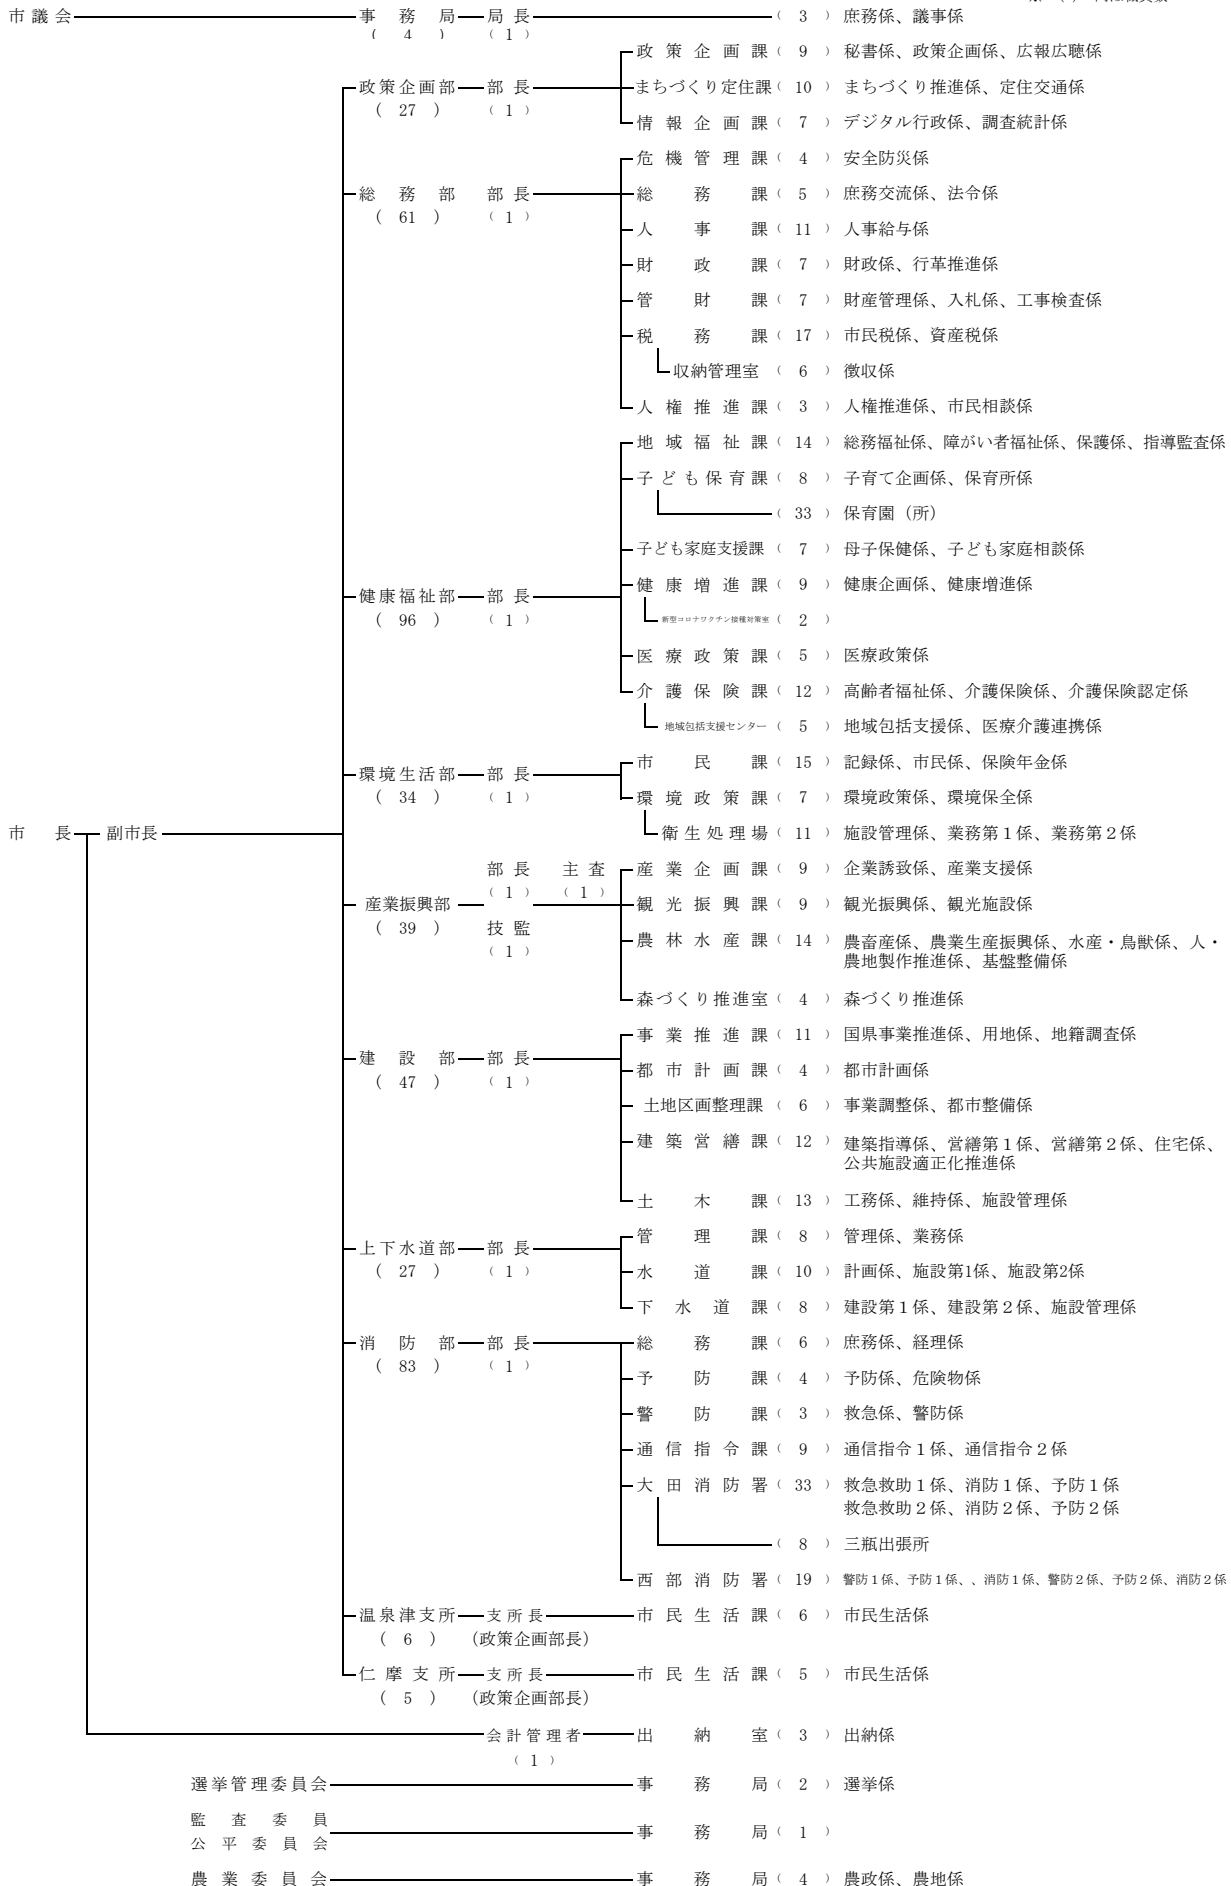 市議会 事務局 局長 ( 3 ) 庶務係、議事係
( 4 ) ( 1 )
政策企画課 ( 9 ) 秘書係、政策企画係、広報広聴係
政策企画部 部長 まちづくり定住課 ( 10 ) まちづくり推進係、定住交通係
( 27 ) ( 1 )
情報企画課 ( 7 ) デジタル行政係、調査統計係
危機管理課 ( 4 ) 安全防災係
総務部 部長 総務課 ( 5 ) 庶務交流係、法令係
( 61 ) ( 1 )
人事課 ( 11 ) 人事給与係
財政課 ( 7 ) 財政係、行革推進係
管財課 ( 7 ) 財産管理係、入札係、工事検査係
税務課 ( 17 ) 市民税係、資産税係
収納管理室 ( 6 ) 徴収係
人権推進課 ( 3 ) 人権推進係、市民相談係
地域福祉課 ( 14 ) 総務福祉係、障がい者福祉係、保護係、指導監査係
子ども保育課 ( 8 ) 子育て企画係、保育所係
( 33 ) 保育園（所）
子ども家庭支援課 ( 7 ) 母子保健係、子ども家庭相談係
健康増進課 ( 9 ) 健康企画係、健康増進係
健康福祉部 部長
( 96 ) ( 1 ) 新型コロナワクチン接種対策室 ( 2 )
医療政策課 ( 5 ) 医療政策係
介護保険課 ( 12 ) 高齢者福祉係、介護保険係、介護保険認定係
地域包括支援センター ( 5 ) 地域包括支援係、医療介護連携係
市民課 ( 15 ) 記録係、市民係、保険年金係
環境生活部 部長
( 34 ) ( 1 ) 環境政策課 ( 7 ) 環境政策係、環境保全係
市長 副市長 衛生処理場 ( 11 ) 施設管理係、業務第１係、業務第２係
部長 主査 産業企画課 ( 9 ) 企業誘致係、産業支援係
( 1 ) ( 1 )
産業振興部 観光振興課 ( 9 ) 観光振興係、観光施設係
( 39 ) 技監 農林水産課 ( 14 ) 農畜産係、農業生産振興係、水産・鳥獣係、人・
( 1 ) 農地製作推進係、基盤整備係
森づくり推進室 ( 4 ) 森づくり推進係
事業推進課 ( 11 ) 国県事業推進係、用地係、地籍調査係
建設部 部長 都市計画課 ( 4 ) 都市計画係
( 47 ) ( 1 )
土地区画整理課 ( 6 ) 事業調整係、都市整備係
建築営繕課 ( 12 ) 建築指導係、営繕第１係、営繕第２係、住宅係、
公共施設適正化推進係
土木課 ( 13 ) 工務係、維持係、施設管理係
管理課 ( 8 ) 管理係、業務係
上下水道部 部長
( 27 ) ( 1 ) 水道課 ( 10 ) 計画係、施設第1係、施設第2係
下水道課 ( 8 ) 建設第１係、建設第２係、施設管理係
消防部 部長 総務課 ( 6 ) 庶務係、経理係
( 83 ) ( 1 )
予防課 ( 4 ) 予防係、危険物係
警防課 ( 3 ) 救急係、警防係
通信指令課 ( 9 ) 通信指令１係、通信指令２係
大田消防署 ( 33 ) 救急救助１係、消防１係、予防１係
救急救助２係、消防２係、予防２係
( 8 ) 三瓶出張所
西部消防署 ( 19 ) 警防１係、予防１係、、消防１係、警防２係、予防２係、消防２係
温泉津支所 支所長 市民生活課 ( 6 ) 市民生活係
( 6 ) (政策企画部長)
仁摩支所 支所長 市民生活課 ( 5 ) 市民生活係
( 5 ) (政策企画部長)
会計管理者 出納室 ( 3 ) 出納係
( 1 )
選挙管理委員会 事務局 ( 2 ) 選挙係
監査委員
公平委員会 事務局 ( 1 )
農業委員会 事務局 ( 4 ) 農政係、農地係